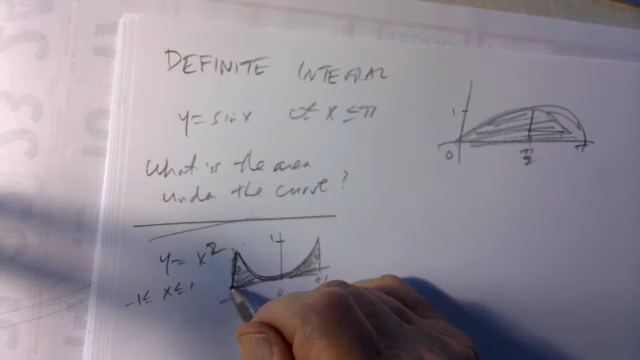 DEFINITE INTEGRAL
y = sin x 0 ≤ x ≤ π
What is the area
under the curve?
1
0 π/2 π
y = x²
-1 ≤ x ≤ 1
1
0